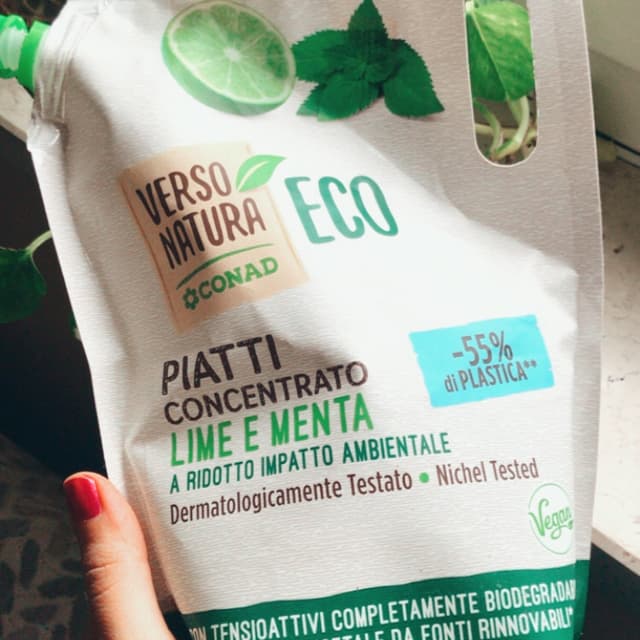 VERSO
NATURA
CONAD
ECO
PIATTI
CONCENTRATO
LIME E MENTA
A RIDOTTO IMPATTO AMBIENTALE
Dermatologicamente Testato • Nichel Tested
-55%
di PLASTICA**
Vegan
CON TENSIOATTIVI COMPLETAMENTE
DA FONTI RINNOVABILI*